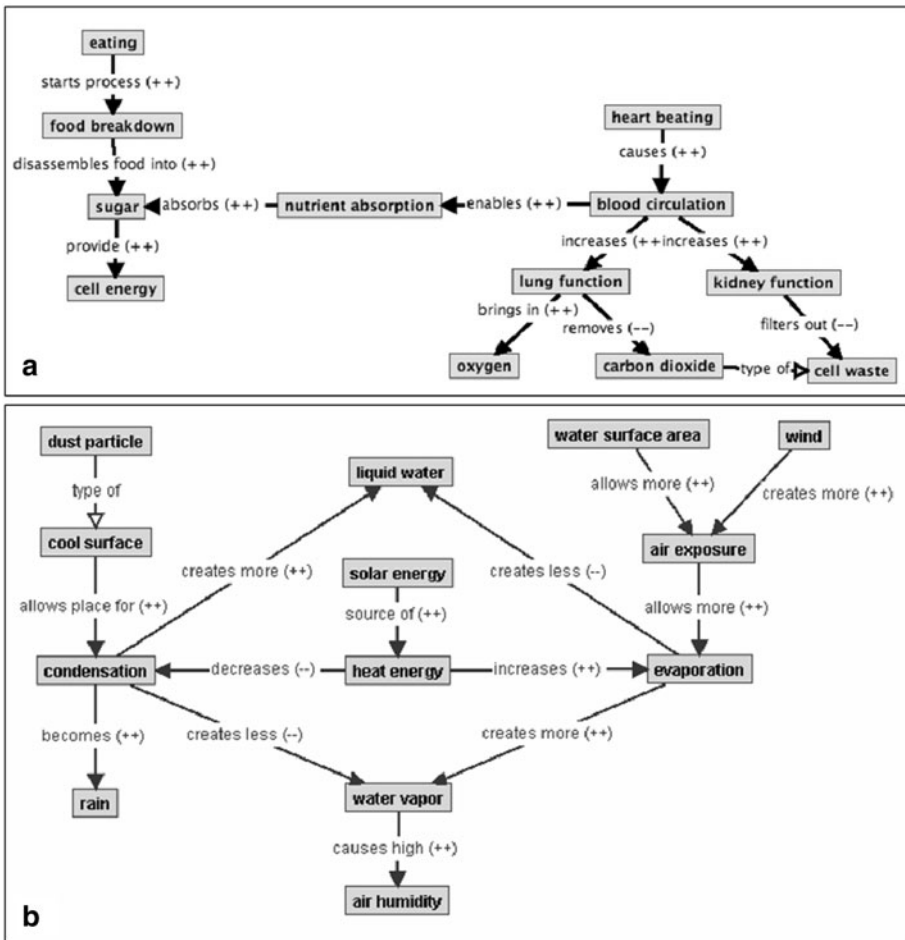 eating
starts process (++)
food breakdown
heart beating
disassembles food into (++)
causes (++)
sugar
absorbs (++)
nutrient absorption
enables (++)
blood circulation
provide (++)
increases (++
increases (++)
cell energy
lung function
kidney function
brings in (++)
removes (--)
filters out (--)
a
oxygen
carbon dioxide
type of
cell waste
dust particle
water surface area
wind
liquid water
type of
allows more (++)
creates more (++)
cool surface
air exposure
creates more (++)
solar energy
creates less (--)
allows place for (++)
source of (++)
allows more (++)
condensation
decreases (--)
heat energy
increases (++)
evaporation
becomes (++)
creates less (--)
creates more (++)
rain
water vapor
causes high (++)
b
air humidity